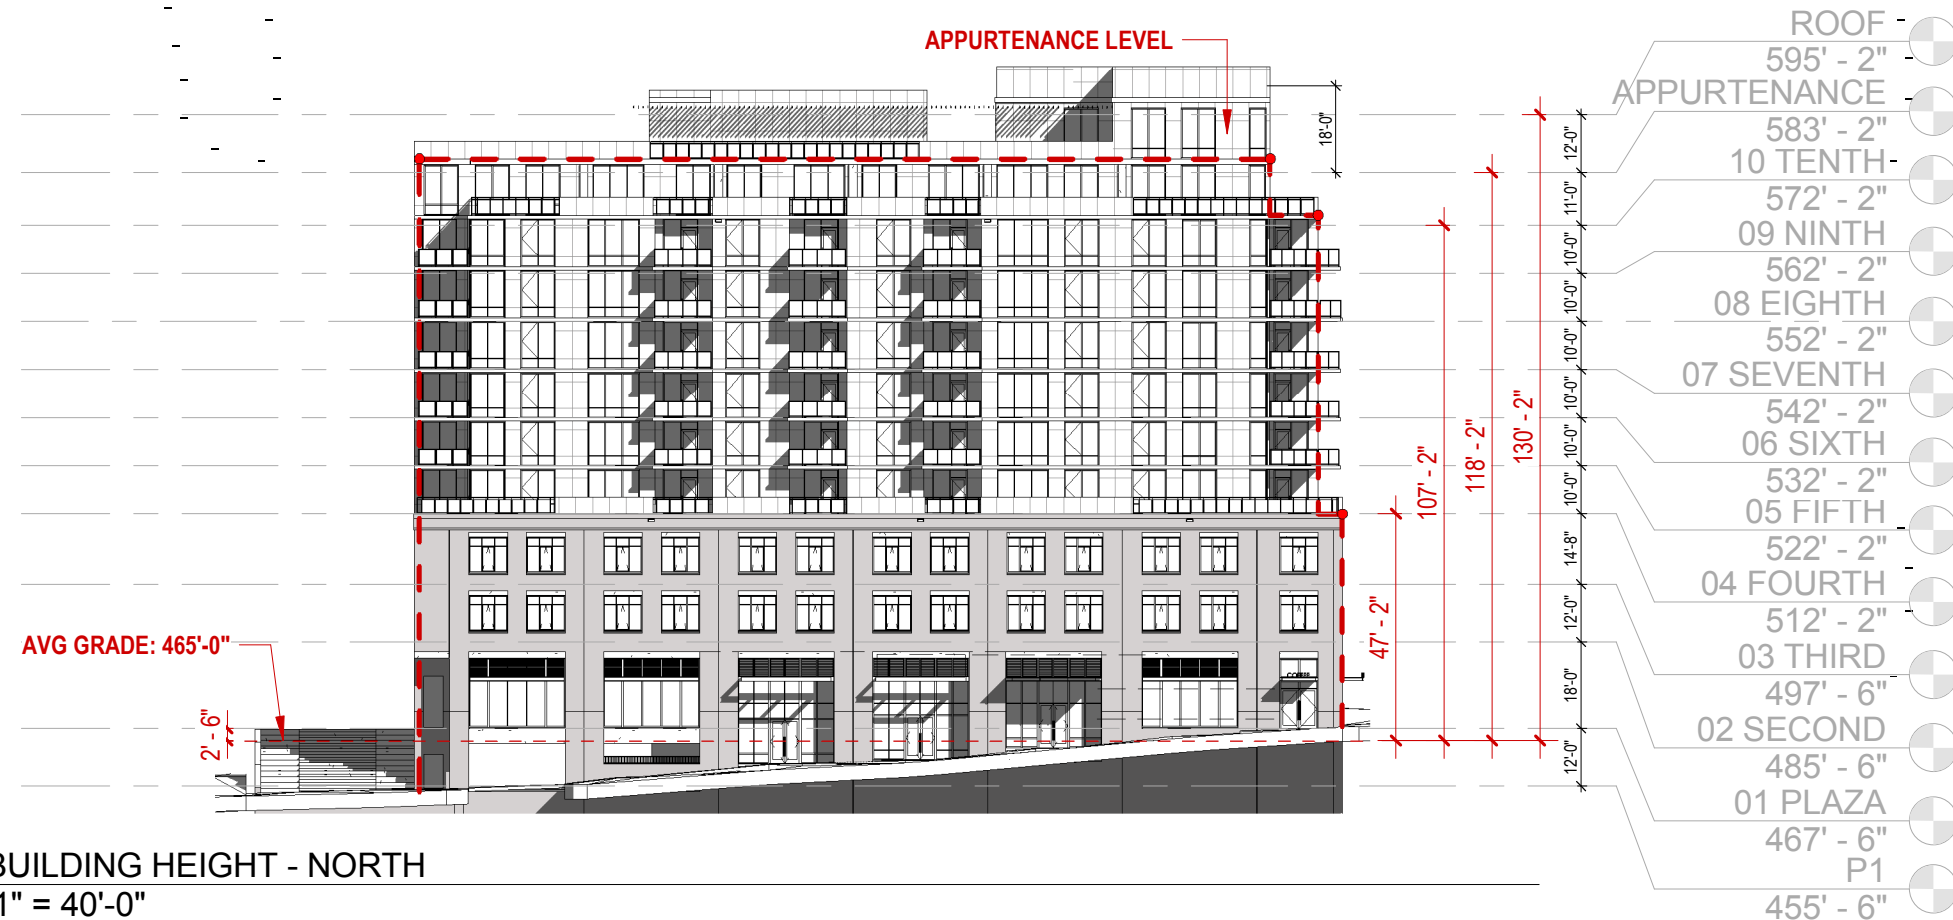 APPURTENANCE LEVEL
ROOF
595' - 2"
APPURTENANCE
583' - 2"
10 TENTH
572' - 2"
09 NINTH
562' - 2"
08 EIGHTH
552' - 2"
07 SEVENTH
542' - 2"
06 SIXTH
532' - 2"
05 FIFTH
522' - 2"
04 FOURTH
512' - 2"
03 THIRD
497' - 6"
02 SECOND
485' - 6"
01 PLAZA
467' - 6"
P1
455' - 6"
18'-0"
12'-0"
11'-0"
10'-0"
10'-0"
10'-0"
10'-0"
10'-0"
10'-0"
14'-8"
12'-0"
18'-0"
12'-0"
47' - 2"
107' - 2"
118' - 2"
130' - 2"
AVG GRADE: 465'-0"
2' - 6"
BUILDING HEIGHT - NORTH
1" = 40'-0"